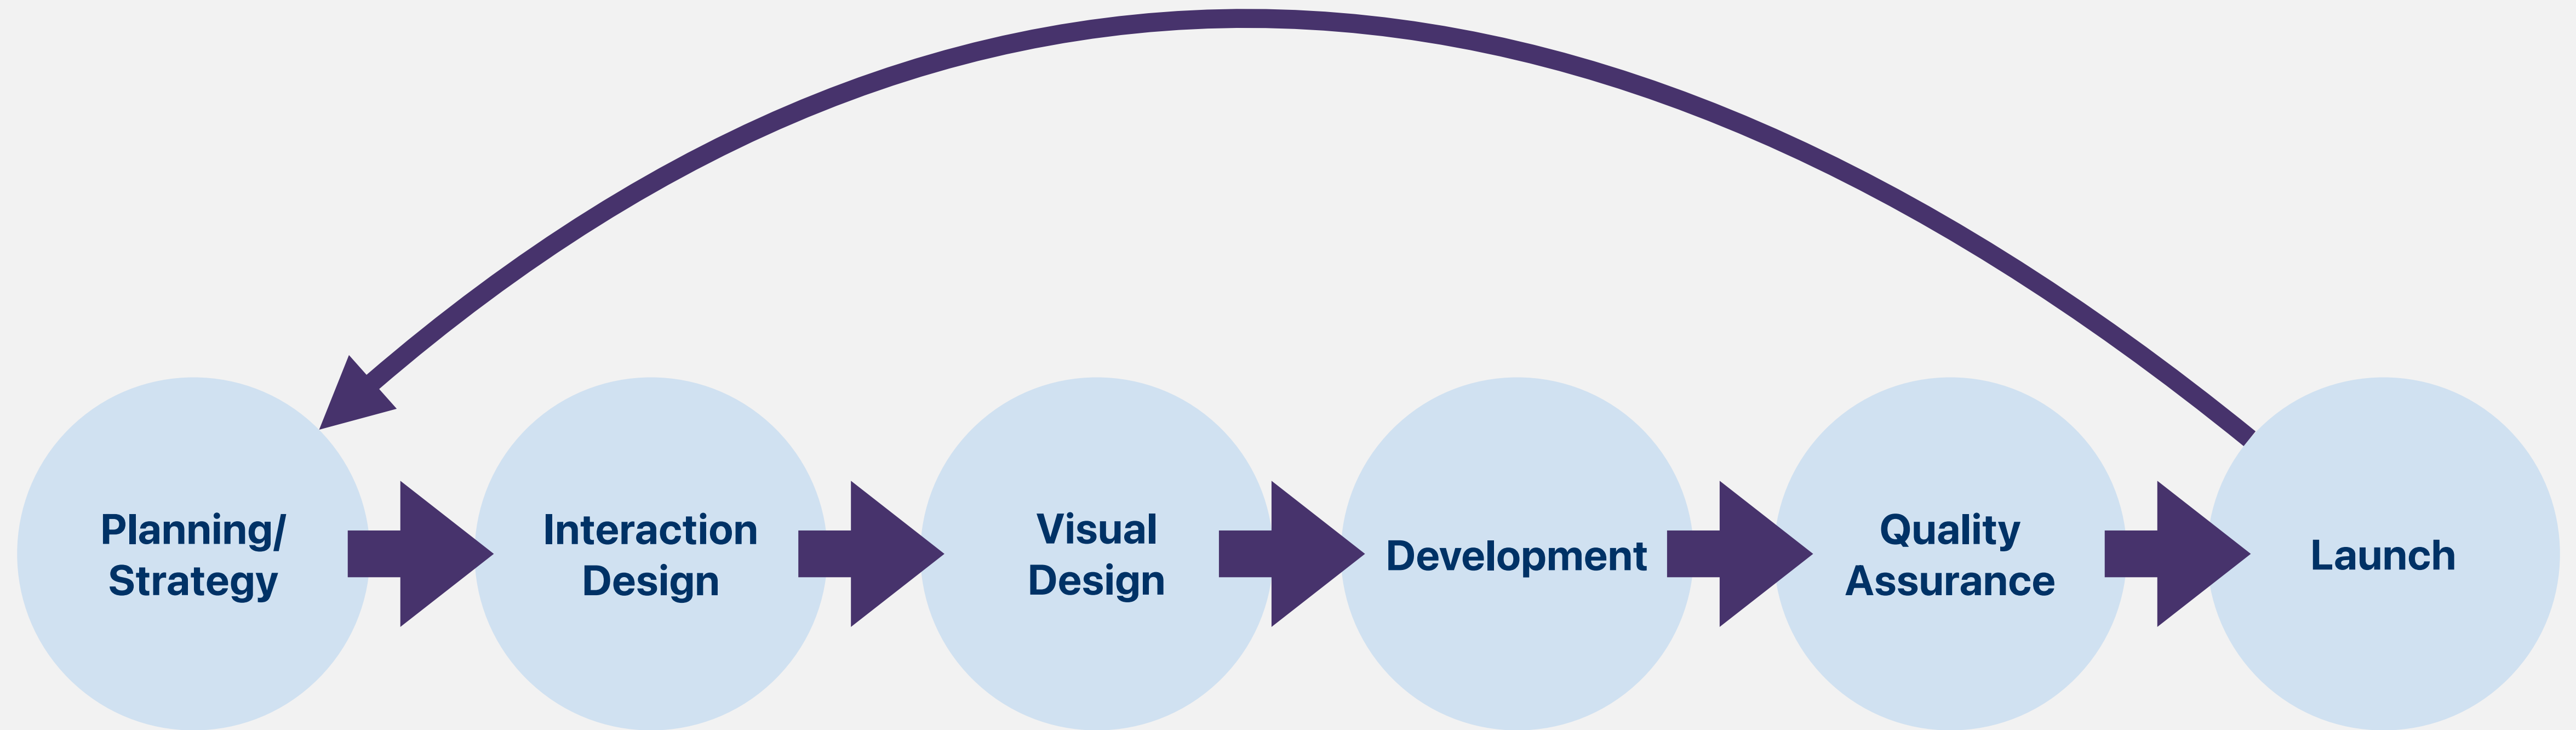 Planning/
Strategy
Interaction
Design
Visual
Design
Development
Quality
Assurance
Launch